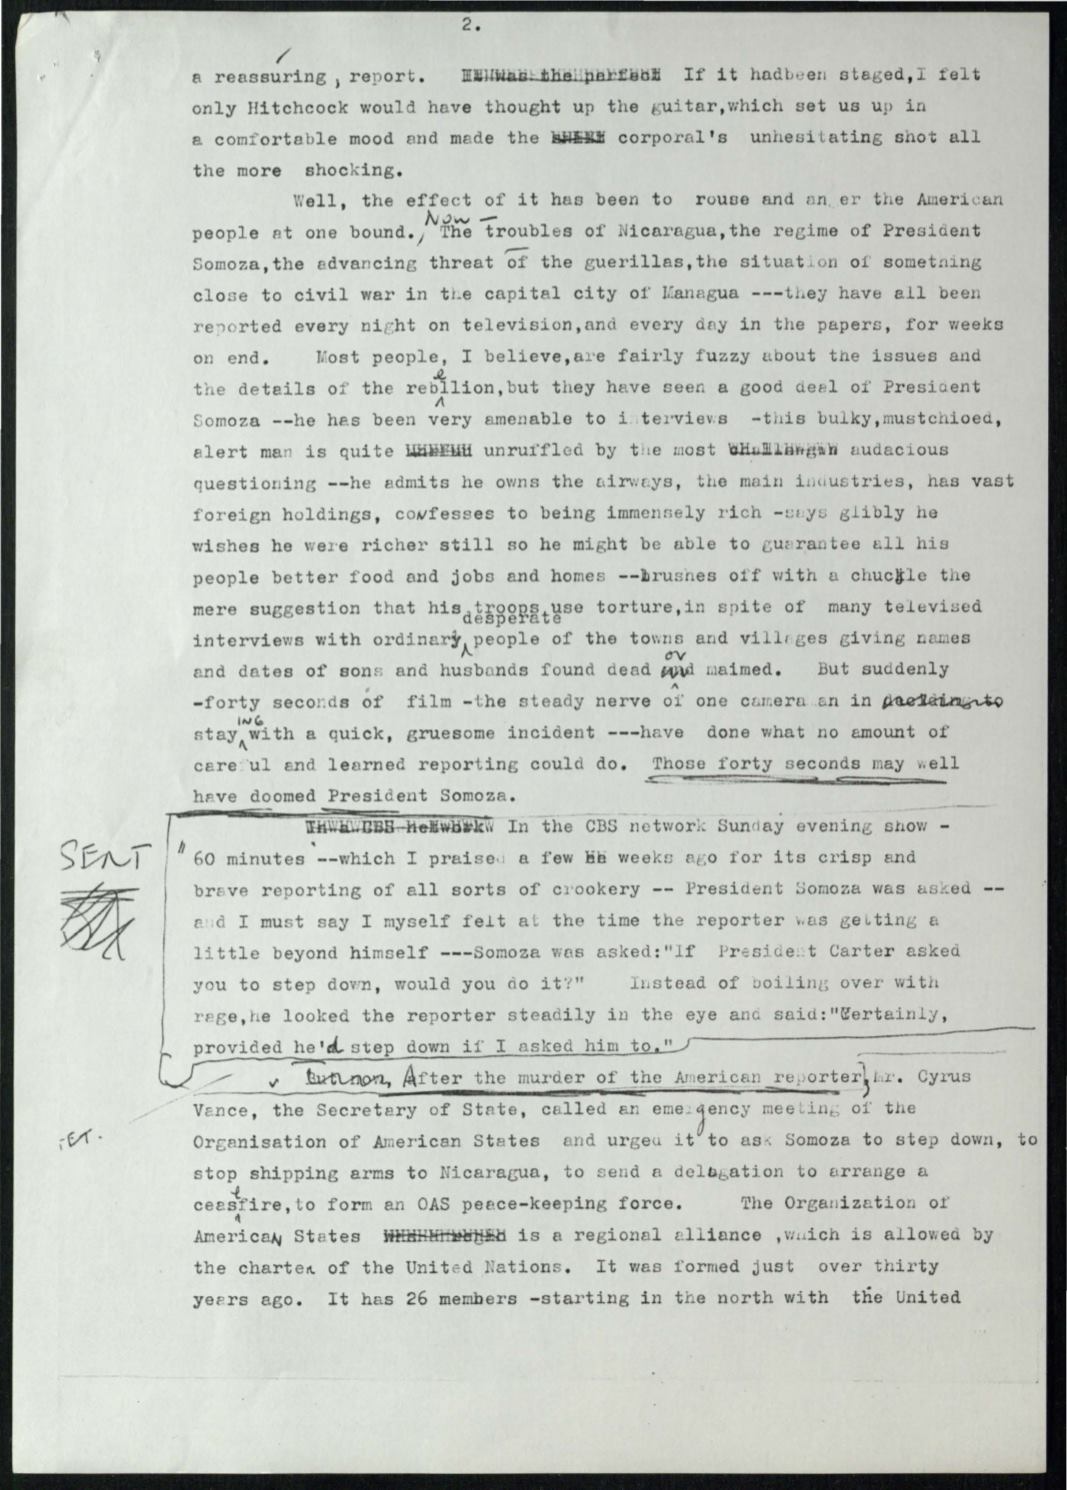 2.
a reassuring, report. If it hadbeen staged,I felt
only Hitchcock would have thought up the guitar,which set us up in
a comfortable mood and made the corporal's unhesitating shot all
the more shocking.
Well, the effect of it has been to rouse and an er the American
people at one bound., Now – The troubles of Nicaragua,the regime of President
Somoza,the advancing threat of the guerillas,the situation of something
close to civil war in the capital city of Managua ---they have all been
reported every night on television,and every day in the papers, for weeks
on end. Most people, I believe,are fairly fuzzy about the issues and
the details of the rebellion,but they have seen a good deal of President
Somoza --he has been very amenable to i terviews -this bulky,mustchioed,
alert man is quite unruffled by the most audacious
questioning --he admits he owns the airways, the main industries, has vast
foreign holdings, confesses to being immensely rich -says glibly he
wishes he were richer still so he might be able to guarantee all his
people better food and jobs and homes --brushes off with a chuckle the
mere suggestion that his troops use torture,in spite of many televised
interviews with ordinary, desperate people of the towns and villages giving names
and dates of sons and husbands found dead or maimed. But suddenly
-forty seconds of film -the steady nerve of one camera an in
staying with a quick, gruesome incident ---have done what no amount of
care ul and learned reporting could do. Those forty seconds may well
have doomed President Somoza.
In the CBS network Sunday evening show -
SENT "60 minutes --which I praised a few weeks ago for its crisp and
brave reporting of all sorts of crookery -- President Somoza was asked --
and I must say I myself felt at the time the reporter was getting a
little beyond himself ---Somoza was asked:"If President Carter asked
you to step down, would you do it?" Instead of boiling over with
rage,he looked the reporter steadily in the eye and said:"Certainly,
provided he'd step down if I asked him to."
After the murder of the American reporter, Mr. Cyrus
Vance, the Secretary of State, called an emergency meeting of the
Organisation of American States and urged it to ask Somoza to step down, to
stop shipping arms to Nicaragua, to send a delegation to arrange a
ceasefire,to form an OAS peace-keeping force. The Organization of
American States is a regional alliance ,which is allowed by
the charter of the United Nations. It was formed just over thirty
years ago. It has 26 members -starting in the north with the United